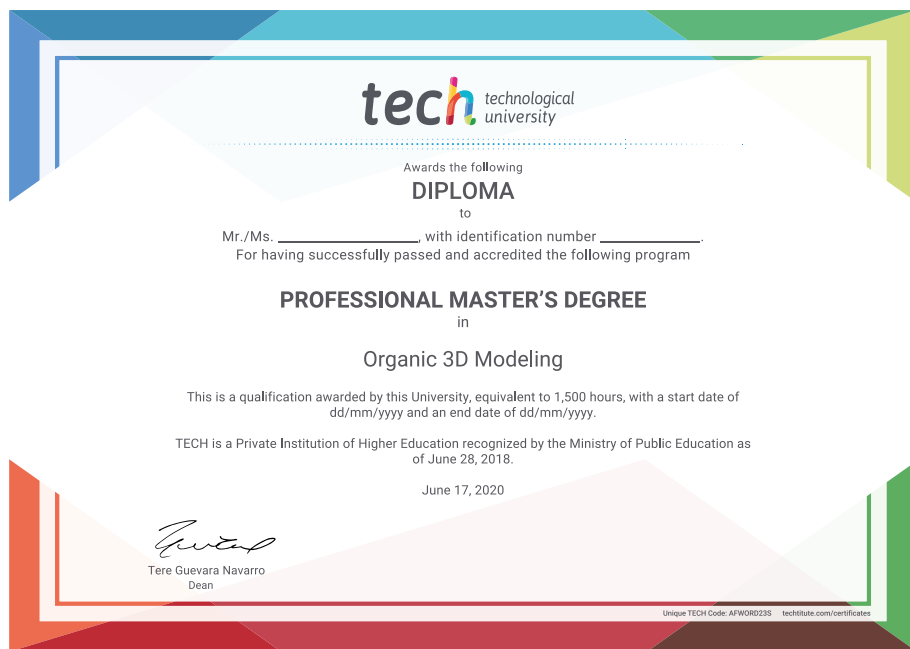 tech technological
university
Awards the following
DIPLOMA
to
Mr./Ms. ____________________, with identification number ______________.
For having successfully passed and accredited the following program
PROFESSIONAL MASTER'S DEGREE
in
Organic 3D Modeling
This is a qualification awarded by this University, equivalent to 1,500 hours, with a start date of
dd/mm/yyyy and an end date of dd/mm/yyyy.
TECH is a Private Institution of Higher Education recognized by the Ministry of Public Education as
of June 28, 2018.
June 17, 2020
Tere Guevara Navarro
Dean
Unique TECH Code: AFWORD23S techtitute.com/certificates